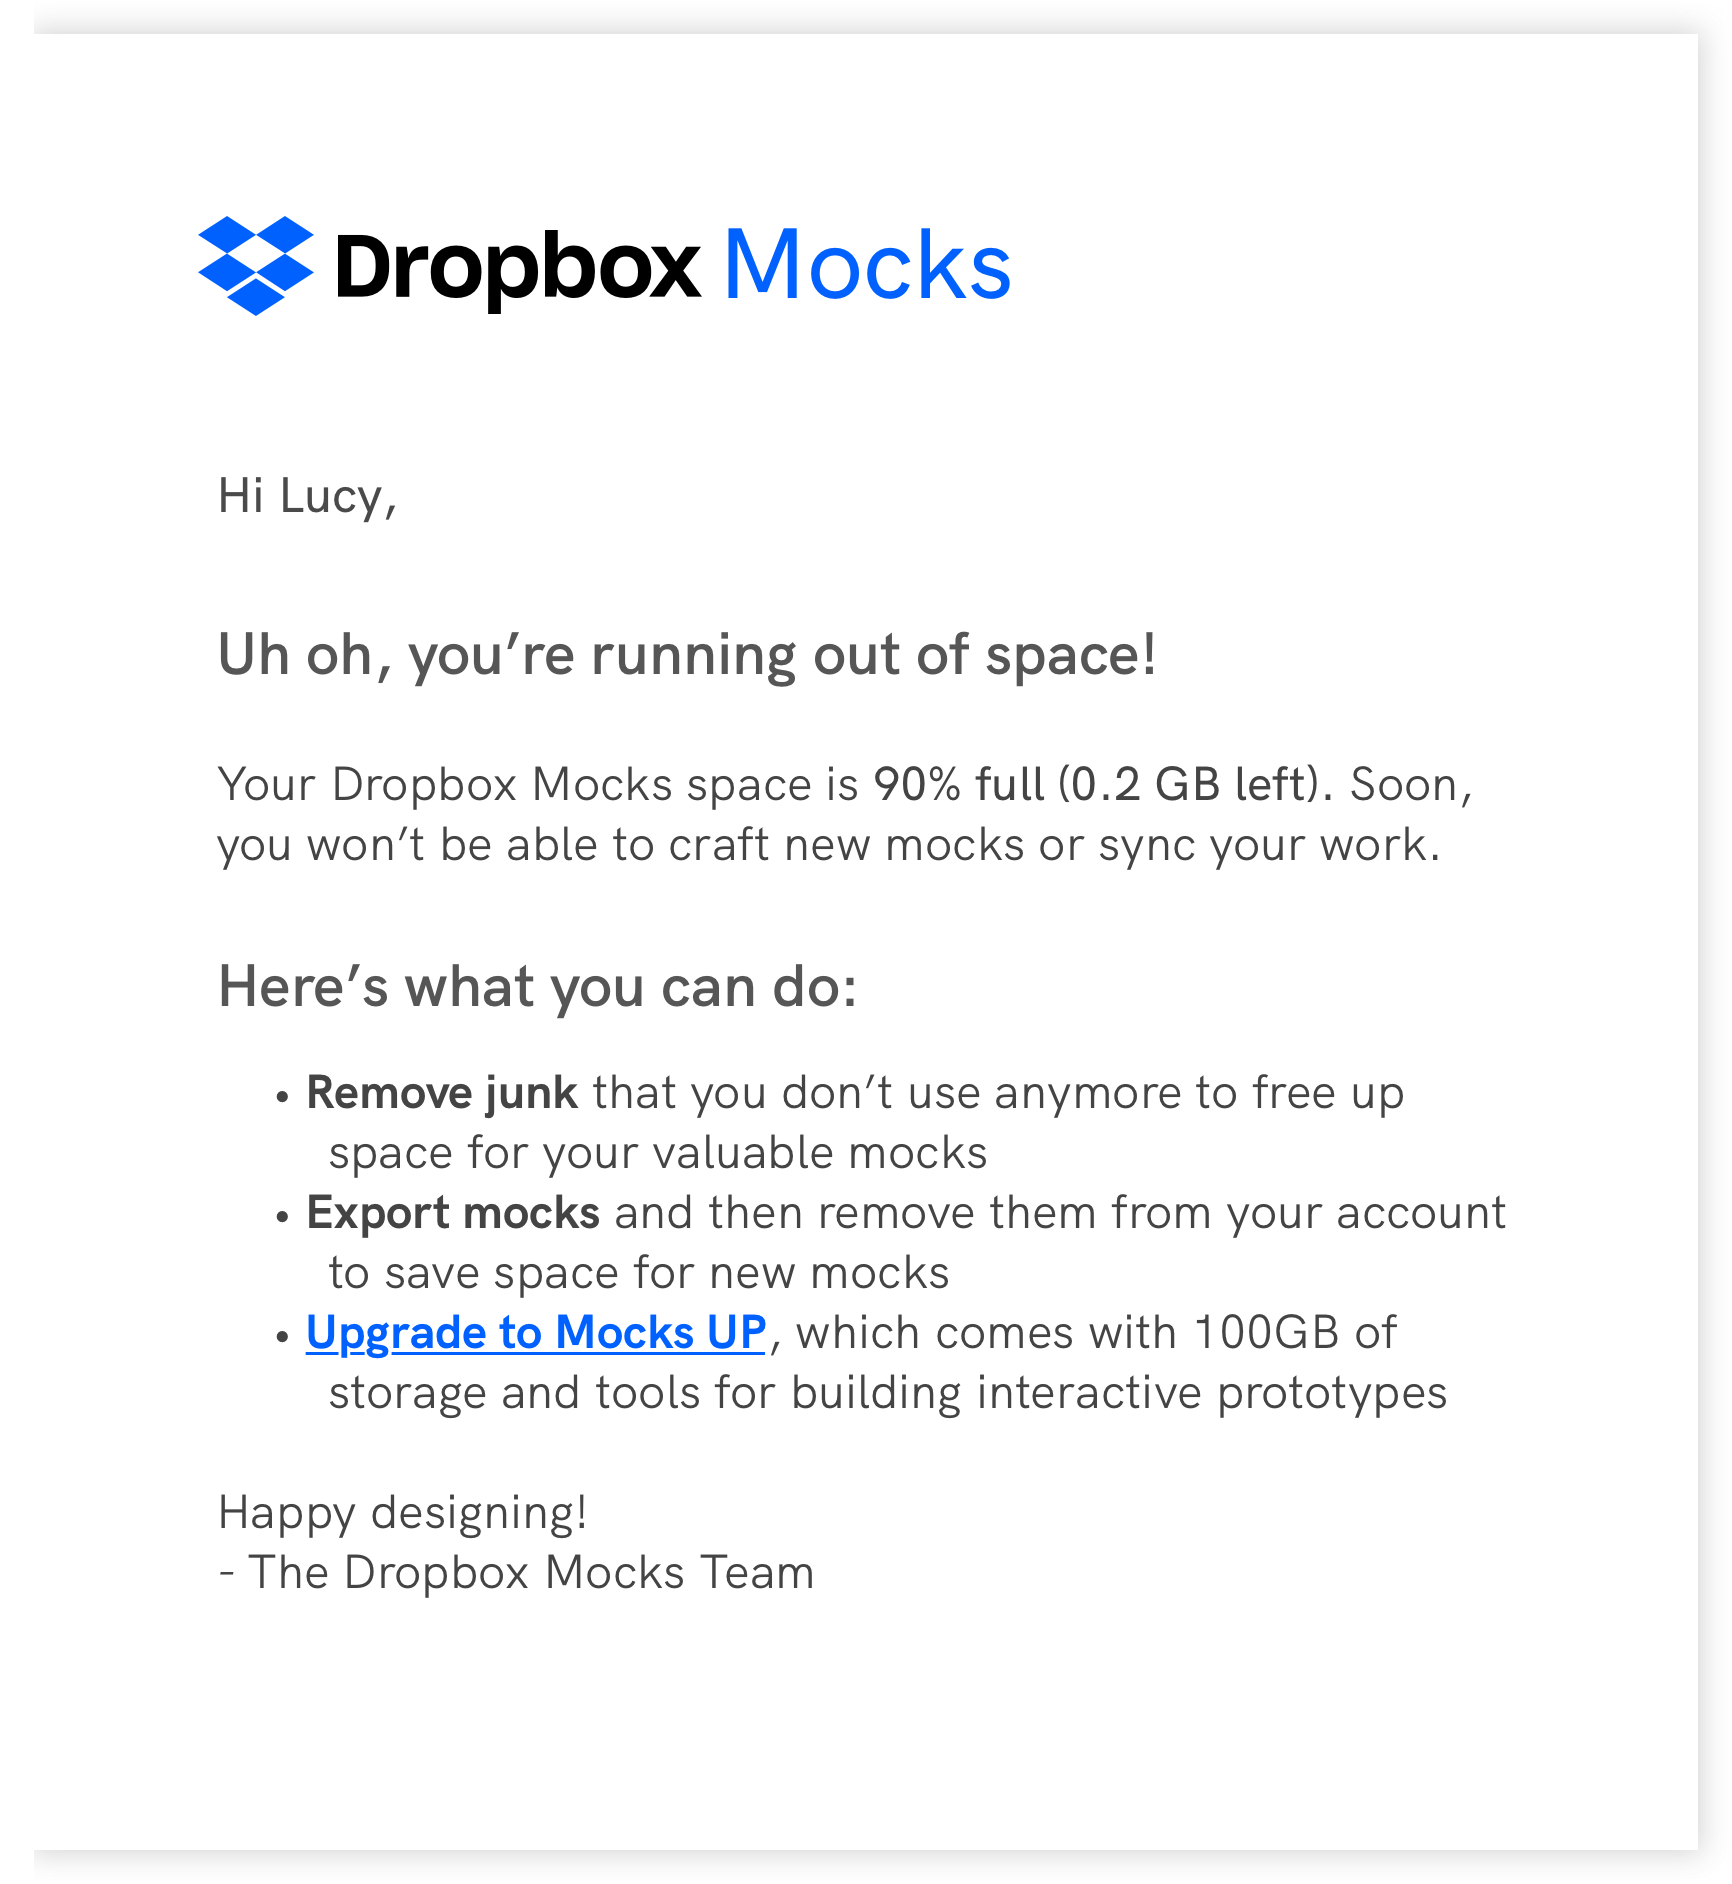 Dropbox Mocks
Hi Lucy,
Uh oh, you’re running out of space!
Your Dropbox Mocks space is 90% full (0.2 GB left). Soon,
you won’t be able to craft new mocks or sync your work.
Here’s what you can do:
• Remove junk that you don’t use anymore to free up
space for your valuable mocks
• Export mocks and then remove them from your account
to save space for new mocks
• Upgrade to Mocks UP, which comes with 100GB of
storage and tools for building interactive prototypes
Happy designing!
- The Dropbox Mocks Team